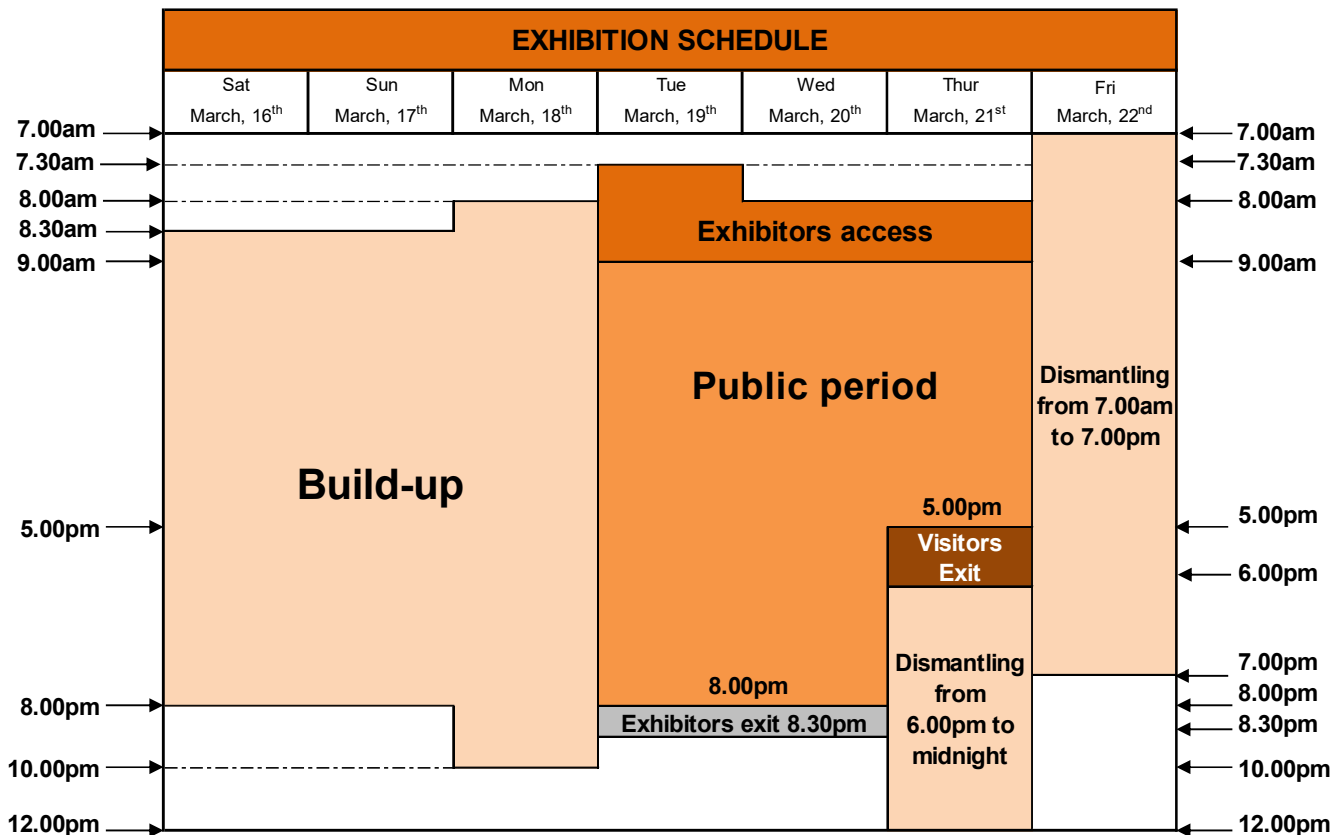 EXHIBITION SCHEDULE
Sat
March, 16th
Sun
March, 17th
Mon
March, 18th
Tue
March, 19th
Wed
March, 20th
Thur
March, 21st
Fri
March, 22nd
7.00am
7.30am
8.00am
8.30am
9.00am
5.00pm
8.00pm
10.00pm
12.00pm
Build-up
Exhibitors access
Public period
5.00pm
Visitors
Exit
8.00pm
Exhibitors exit 8.30pm
Dismantling
from
6.00pm to
midnight
Dismantling
from 7.00am
to 7.00pm
7.00am
7.30am
8.00am
9.00am
5.00pm
6.00pm
7.00pm
8.00pm
8.30pm
10.00pm
12.00pm